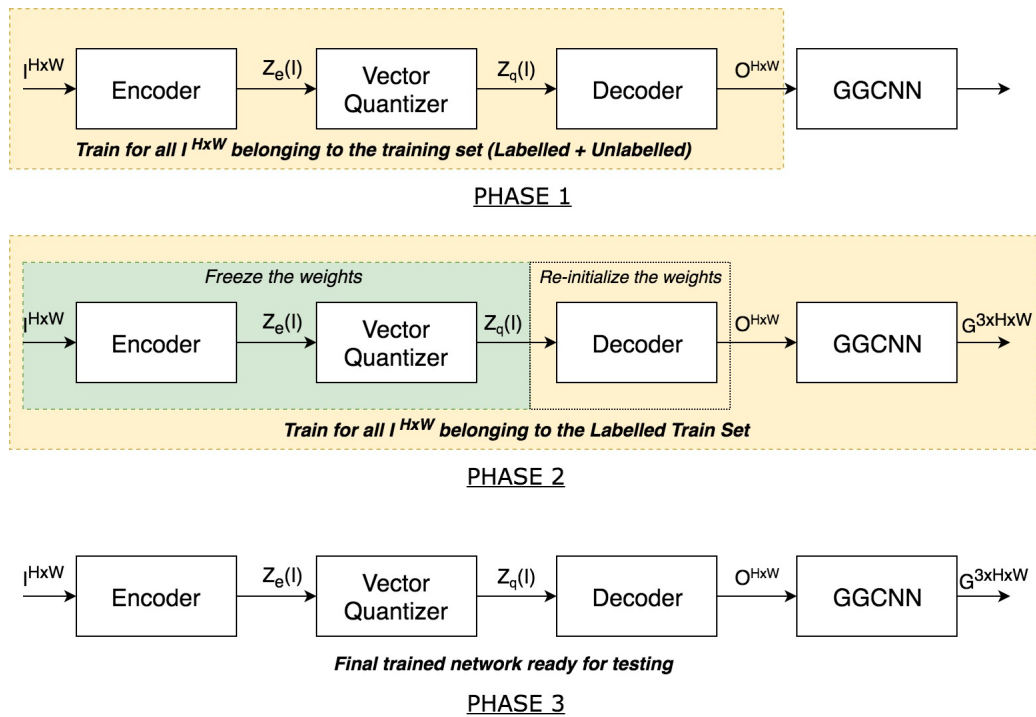 I^HxW
Z_e(I)
Z_q(I)
O^HxW
Encoder
Vector
Quantizer
Decoder
GGCNN
Train for all I^HxW belonging to the training set (Labelled + Unlabelled)
PHASE 1
Freeze the weights
Re-initialize the weights
I^HxW
Z_e(I)
Z_q(I)
O^HxW
G^3xHxW
Encoder
Vector
Quantizer
Decoder
GGCNN
Train for all I^HxW belonging to the Labelled Train Set
PHASE 2
I^HxW
Z_e(I)
Z_q(I)
O^HxW
G^3xHxW
Encoder
Vector
Quantizer
Decoder
GGCNN
Final trained network ready for testing
PHASE 3